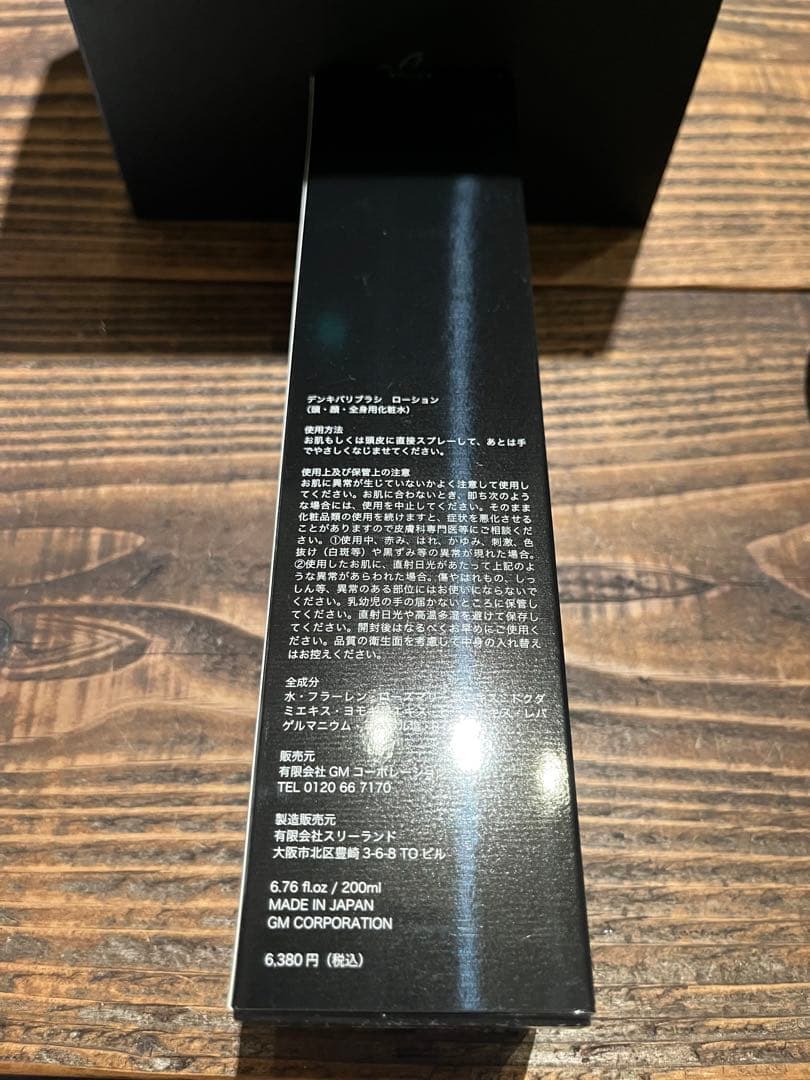 デンキバリブラシ　ローション
(頭・顔・全身用化粧水)
使用方法
お肌もしくは頭皮に直接スプレーして、あとは手
でやさしくなじませてください。
使用上及び保管上の注意
お肌に異常が生じていないかよく注意して使用し
てください。お肌に合わないとき、即ち次のよう
な場合には、使用を中止してください。そのまま
化粧品類の使用を続けますと、症状を悪化させる
ことがありますので皮膚科専門医等にご相談くだ
さい。①使用中、赤み、はれ、かゆみ、刺激、色
抜け（白斑等）や黒ずみ等の異常が現れた場合。
②使用したお肌に、直射日光があたって上記のよ
うな異常があらわれた場合。傷やはれもの、しっ
しん等、異常のある部位にはお使いにならないで
ください。乳幼児の手の届かないところに保管し
てください。直射日光や高温多湿を避けて保存し
てください。開封後はなるべくお早めにご使用く
ださい。品質の衛生面を考慮して中身の入れ替え
はお控えください。
全成分
水・フラーレン・ローズマリー ドクダ
ミエキス・ヨモギエキス レパ
ゲルマニウム
販売元
有限会社 GM コーポレーショ
TEL 0120 66 7170
製造販売元
有限会社スリーランド
大阪市北区豊崎 3-6-8 TO ビル
6.76 fl.oz / 200ml
MADE IN JAPAN
GM CORPORATION
6,380 円（税込）